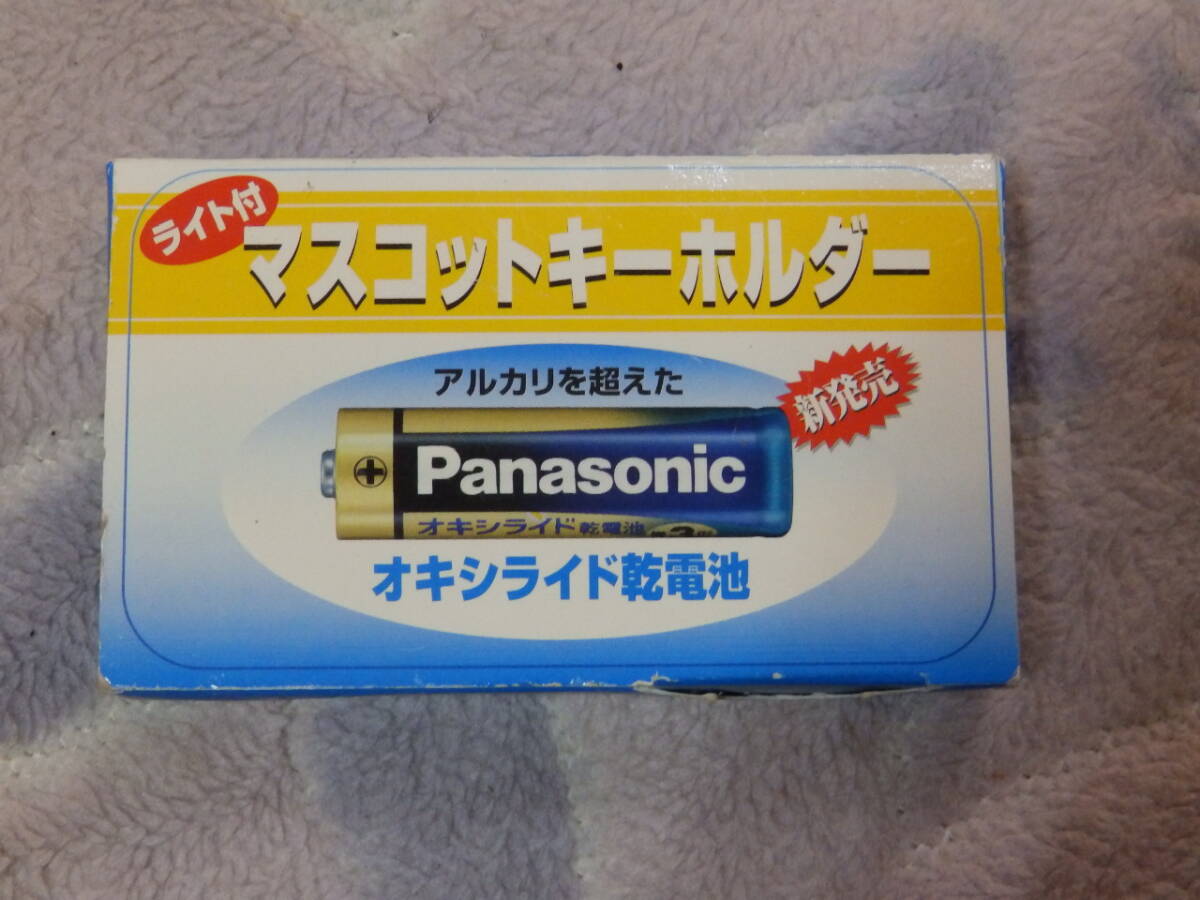 ライト付
マスコットキーホルダー
アルカリを超えた
新発売
Panasonic
オキシライド乾電池
オキシライド乾電池